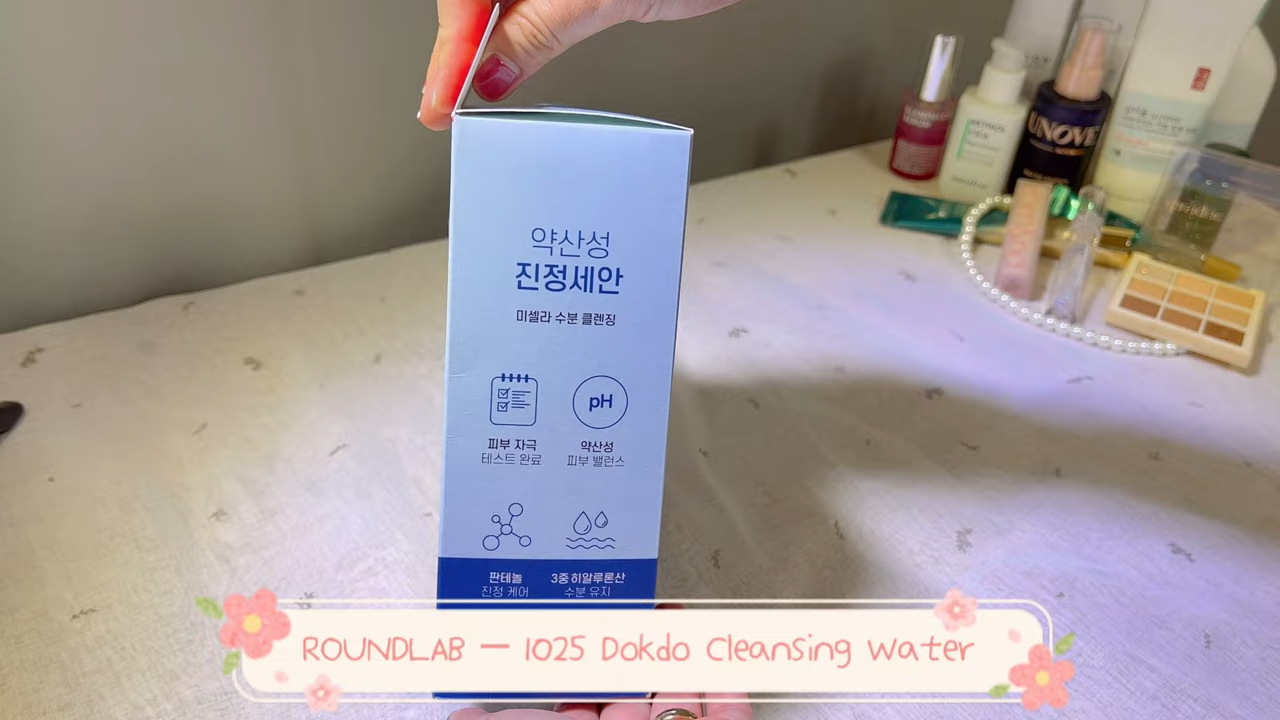 약산성
진정세안
미셀라 수분 클렌징
pH
피부 자극
테스트 완료
약산성
피부 밸런스
판테놀
진정 케어
3중 히알루론산
수분 유지
ROUNDLAB - 1025 Dokdo Cleansing Water
UNOVE